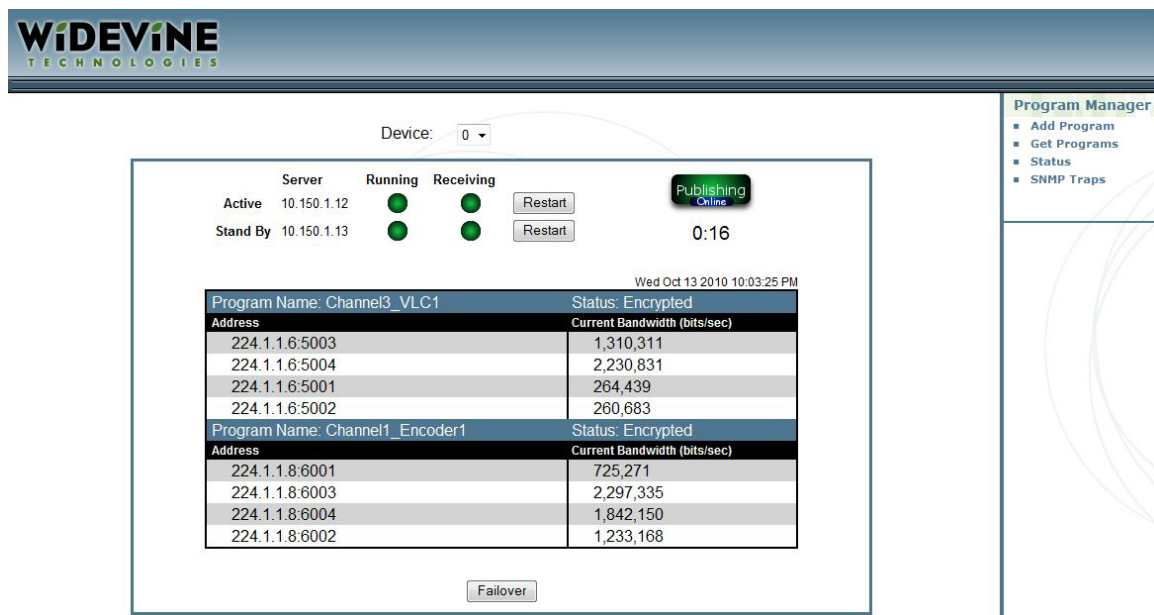 WiDEViNE
TECHNOLOGIES
Program Manager
Add Program
Get Programs
Status
SNMP Traps
Device: 0
Server Running Receiving
Active 10.150.1.12 Restart
Stand By 10.150.1.13 Restart
Publishing
Online
0:16
Wed Oct 13 2010 10:03:25 PM
Program Name: Channel3_VLC1 Status: Encrypted
Address Current Bandwidth (bits/sec)
224.1.1.6:5003 1,310,311
224.1.1.6:5004 2,230,831
224.1.1.6:5001 264,439
224.1.1.6:5002 260,683
Program Name: Channel1_Encoder1 Status: Encrypted
Address Current Bandwidth (bits/sec)
224.1.1.8:6001 725,271
224.1.1.8:6003 2,297,335
224.1.1.8:6004 1,842,150
224.1.1.8:6002 1,233,168
Failover